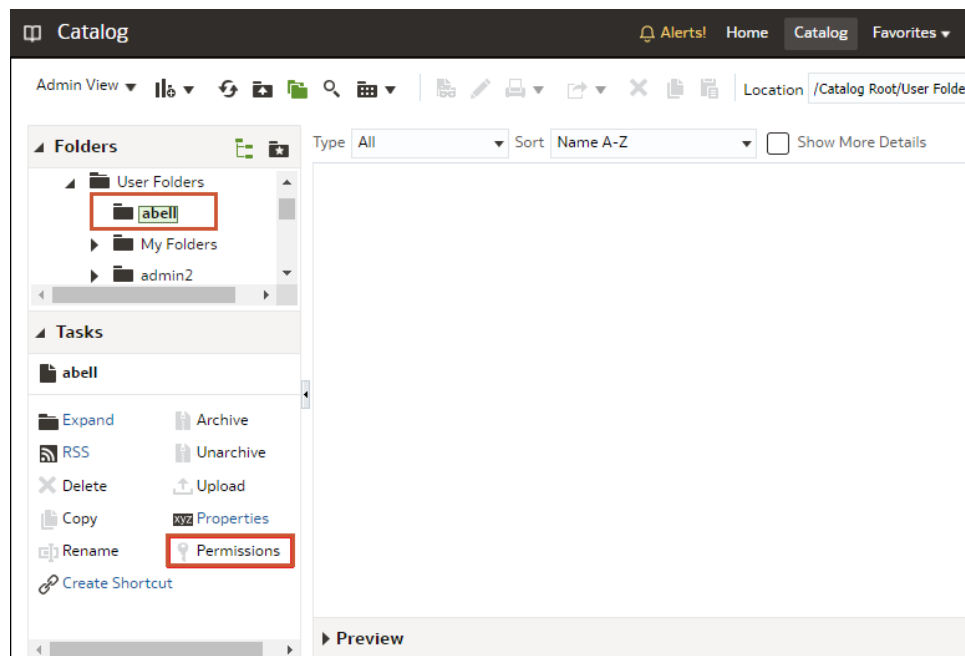 Catalog
Alerts! Home Catalog Favorites
Admin View
Location /Catalog Root/User Folde
Folders
Type All Sort Name A-Z Show More Details
User Folders
abell
My Folders
admin2
Tasks
abell
Expand Archive
RSS Unarchive
Delete Upload
Copy xyz Properties
Rename Permissions
Create Shortcut
Preview